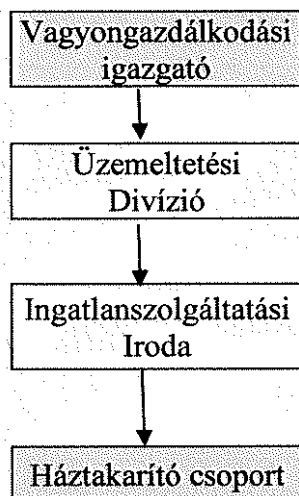 Vagyongazdálkodási
igazgató
Üzemeltetési
Divízió
Ingatlanszolgáltatási
Iroda
Háztakarító csoport